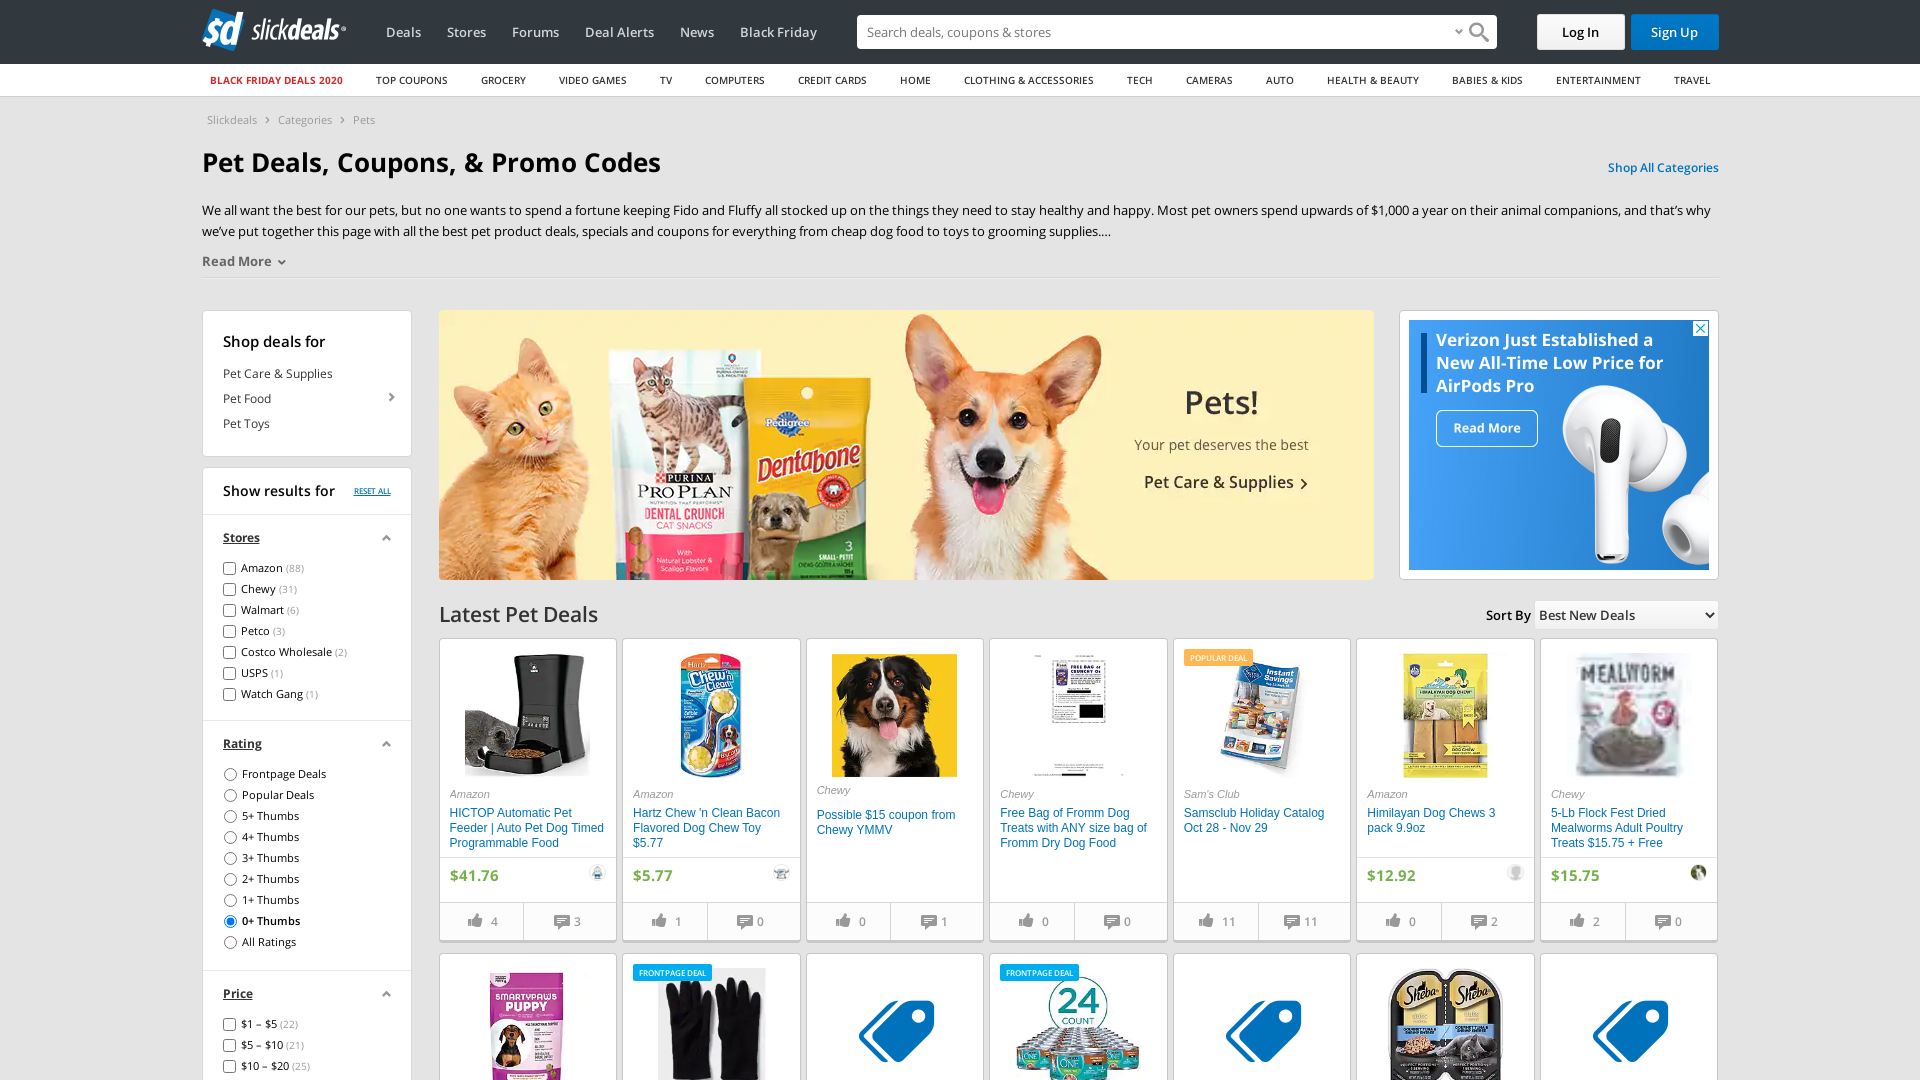 sd slickdeals
Deals
Stores
Forums
Deal Alerts
News
Black Friday
Search deals, coupons & stores
Log In
Sign Up
BLACK FRIDAY DEALS 2020
TOP COUPONS
GROCERY
VIDEO GAMES
TV
COMPUTERS
CREDIT CARDS
HOME
CLOTHING & ACCESSORIES
TECH
CAMERAS
AUTO
HEALTH & BEAUTY
BABIES & KIDS
ENTERTAINMENT
TRAVEL
Slickdeals
Categories
Pets
Pet Deals, Coupons, & Promo Codes
Shop All Categories
We all want the best for our pets, but no one wants to spend a fortune keeping Fido and Fluffy all stocked up on the things they need to stay healthy and happy. Most pet owners spend upwards of $1,000 a year on their animal companions, and that’s why
we’ve put together this page with all the best pet product deals, specials and coupons for everything from cheap dog food to toys to grooming supplies.…
Read More
Shop deals for
Pet Care & Supplies
Pet Food
Pet Toys
Show results for
RESET ALL
Stores
Amazon (88)
Chewy (31)
Walmart (6)
Petco (3)
Costco Wholesale (2)
USPS (1)
Watch Gang (1)
Rating
Frontpage Deals
Popular Deals
5+ Thumbs
4+ Thumbs
3+ Thumbs
2+ Thumbs
1+ Thumbs
0+ Thumbs
All Ratings
Price
$1 – $5 (22)
$5 – $10 (21)
$10 – $20 (25)
PURINA
PRO PLAN
DENTAL CRUNCH
CAT SNACKS
With
Natural Lobster &
Scallop Flavors
Pedigree
Dentabone
3
SMALL-PETIT
Pets!
Your pet deserves the best
Pet Care & Supplies
Verizon Just Established a
New All-Time Low Price for
AirPods Pro
Read More
Latest Pet Deals
Sort By
Best New Deals
Amazon
HICTOP Automatic Pet
Feeder | Auto Pet Dog Timed
Programmable Food
$41.76
4
3
Hartz
Chew 'n
Clean
Amazon
Hartz Chew 'n Clean Bacon
Flavored Dog Chew Toy
$5.77
$5.77
1
0
Chewy
Possible $15 coupon from
Chewy YMMV
0
1
FREE BAG of
Chewy
Free Bag of Fromm Dog
Treats with ANY size bag of
Fromm Dry Dog Food
0
0
POPULAR DEAL
Instant
Savings
Sam's Club
Samsclub Holiday Catalog
Oct 28 - Nov 29
11
11
HIMALAYAN DOG CHEW
Amazon
Himilayan Dog Chews 3
pack 9.9oz
$12.92
0
2
MEALWORM
5
Chewy
5-Lb Flock Fest Dried
Mealworms Adult Poultry
Treats $15.75 + Free
$15.75
2
0
SMARTYPAWS
PUPPY
FRONTPAGE DEAL
FRONTPAGE DEAL
24
COUNT
ONE
Sheba
Sheba